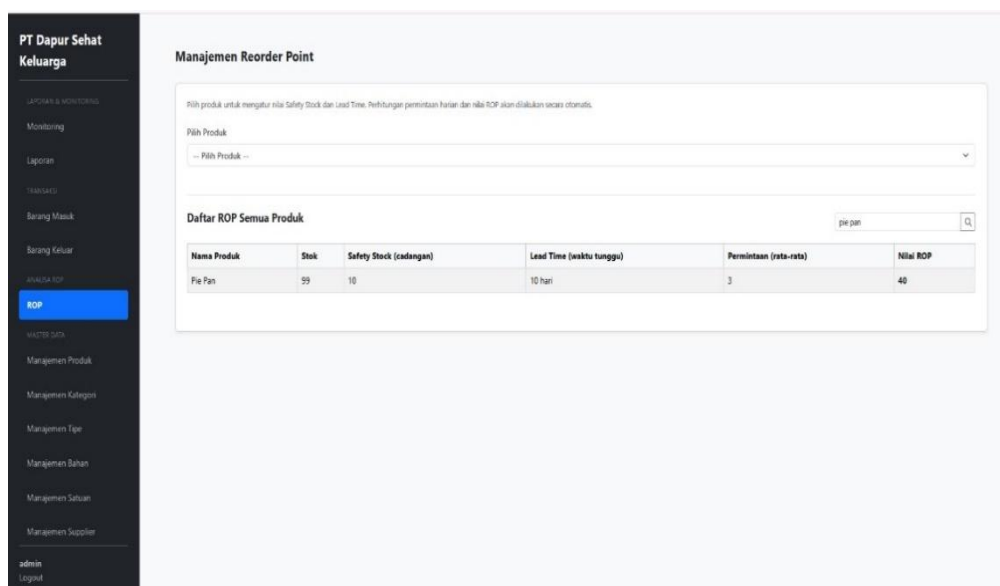 PT Dapur Sehat
Keluarga
LAPORAN & MONITORING
Monitoring
Laporan
TRANSAKSI
Barang Masuk
Barang Keluar
ANALISA ROP
ROP
MASTER DATA
Manajemen Produk
Manajemen Kategori
Manajemen Tipe
Manajemen Bahan
Manajemen Satuan
Manajemen Supplier
admin
Logout
Manajemen Reorder Point
Pilih produk untuk mengatur nilai Safety Stock dan Lead Time. Perhitungan permintaan harian dan nilai ROP akan dilakukan secara otomatis.
Pilih Produk
-- Pilih Produk --
Daftar ROP Semua Produk
pie pan
Nama Produk Stok Safety Stock (cadangan) Lead Time (waktu tunggu) Permintaan (rata-rata) Nilai ROP
Pie Pan 99 10 10 hari 3 40